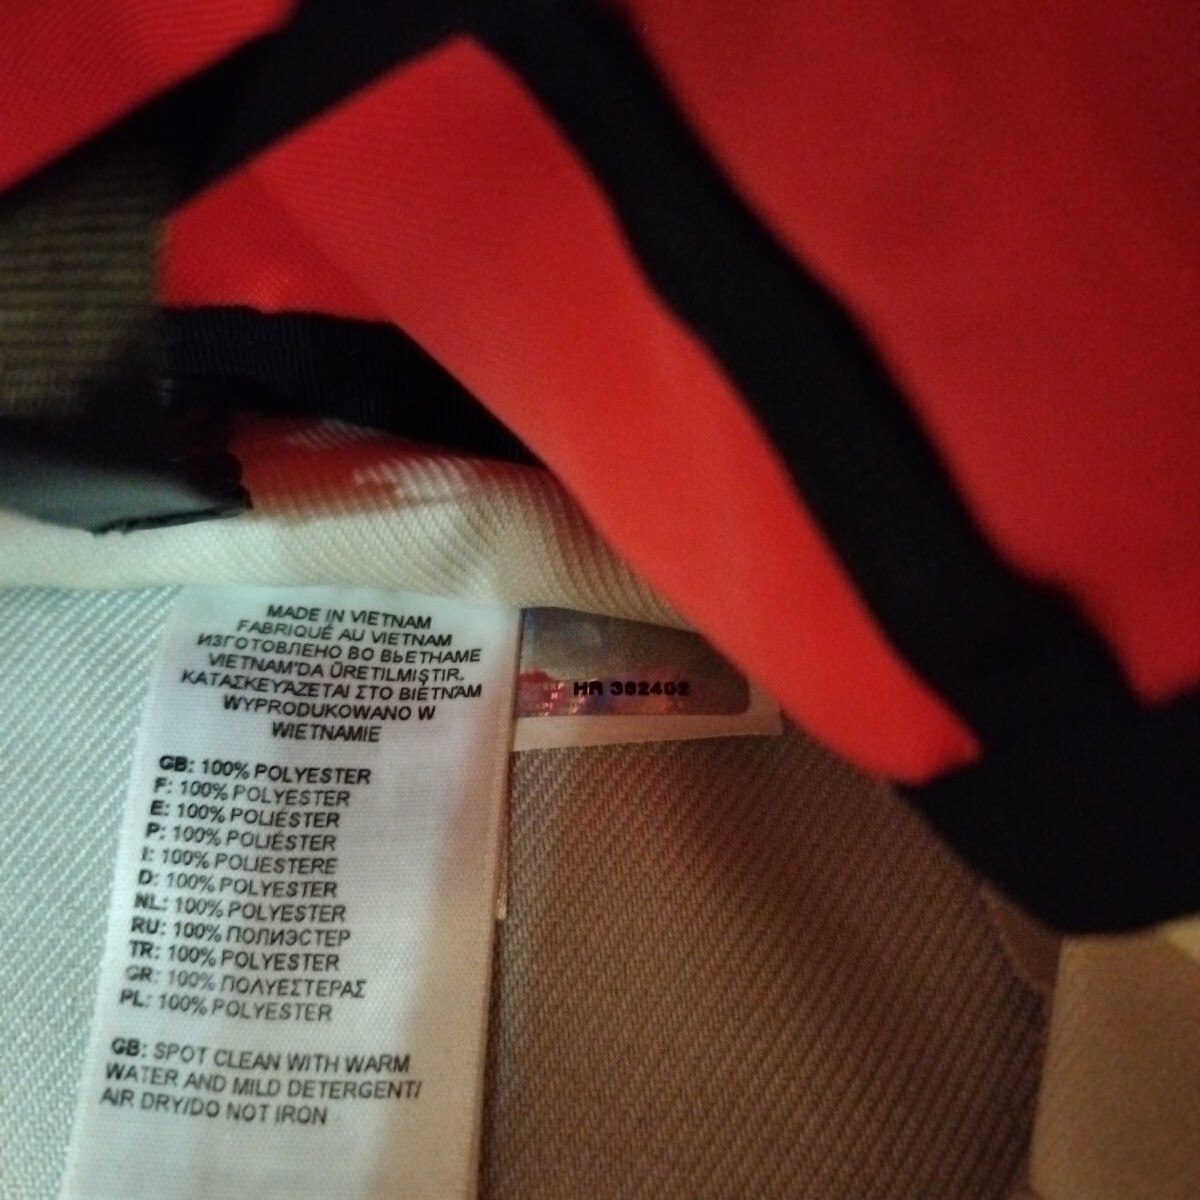 MADE IN VIETNAM
FABRIQUÉ AU VIETNAM
ИЗГОТОВЛЕНО ВО ВЬЕТНАМЕ
VIETNAM'DA ÜRETILMIŞTIR.
ΚΑΤΑΣΚΕΥΆΖΕΤΑΙ ΣΤΟ ΒΙΕΤΝΆΜ
WYPRODUKOWANO W
WIETNAMIE
GB: 100% POLYESTER
F: 100% POLYESTER
E: 100% POLIÉSTER
P: 100% POLIÉSTER
I: 100% POLIESTERE
D: 100% POLYESTER
NL: 100% POLYESTER
RU: 100% ПОЛИЭСТЕР
TR: 100% POLYESTER
GR: 100% ΠΟΛΥΕΣΤΕΡΑΣ
PL: 100% POLYESTER
GB: SPOT CLEAN WITH WARM
WATER AND MILD DETERGENT/
AIR DRY/DO NOT IRON
HR 362402